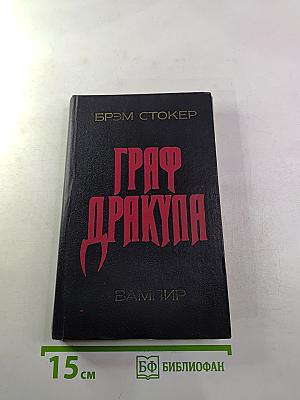 БРЭМ СТОКЕР
ГРАФ
ДРАКУЛА
ВАМПИР
15 см
БФ БИБЛИОФАН